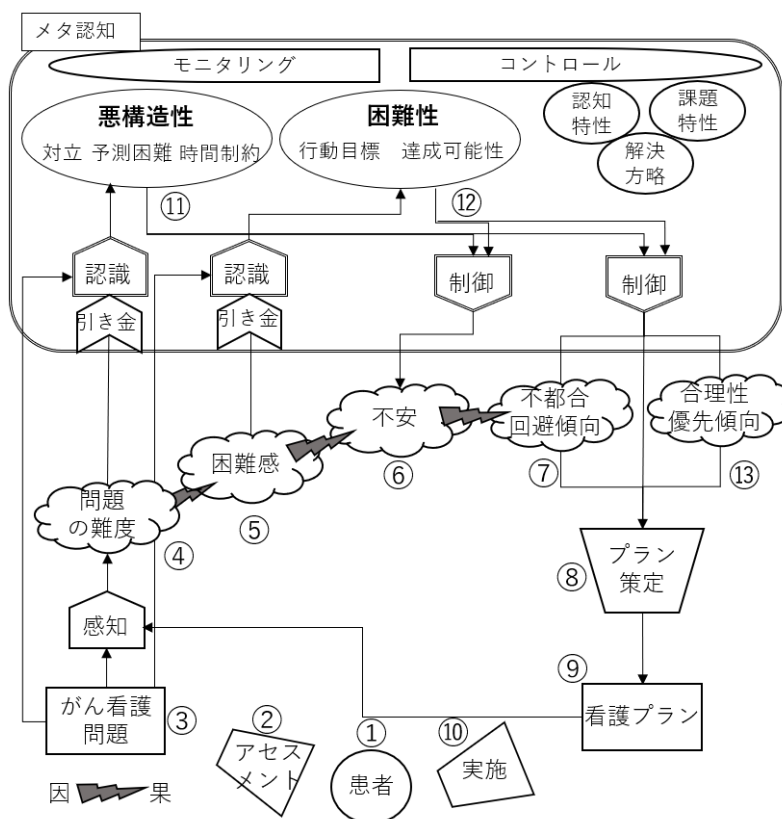 メタ認知
モニタリング
コントロール
悪構造性
対立 予測困難 時間制約
困難性
行動目標 達成可能性
認知
特性
課題
特性
解決
方略
⑪
⑫
認識
認識
制御
制御
引き金
引き金
不安
⑥
不都合
回避傾向
⑦
合理性
優先傾向
⑬
困難感
⑤
問題
の難度
④
プラン
策定
⑧
感知
⑨
看護プラン
がん看護
問題
③
②
アセス
メント
①
患者
⑩
実施
因
果